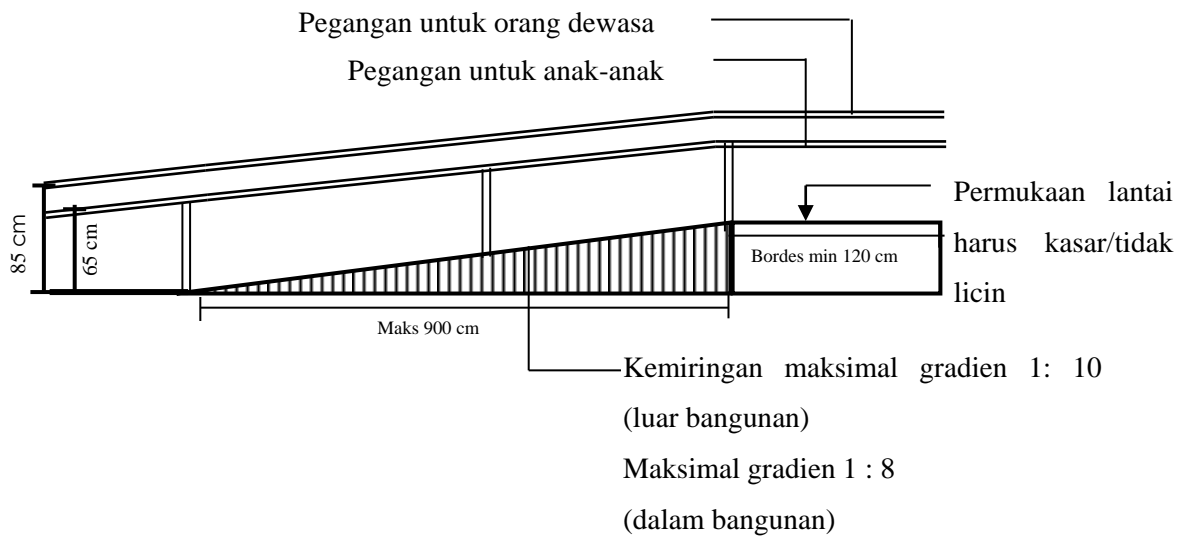 Pegangan untuk orang dewasa
Pegangan untuk anak-anak
85 cm
65 cm
Permukaan lantai
harus kasar/tidak
licin
Bordes min 120 cm
Maks 900 cm
Kemiringan maksimal gradien 1: 10
(luar bangunan)
Maksimal gradien 1 : 8
(dalam bangunan)